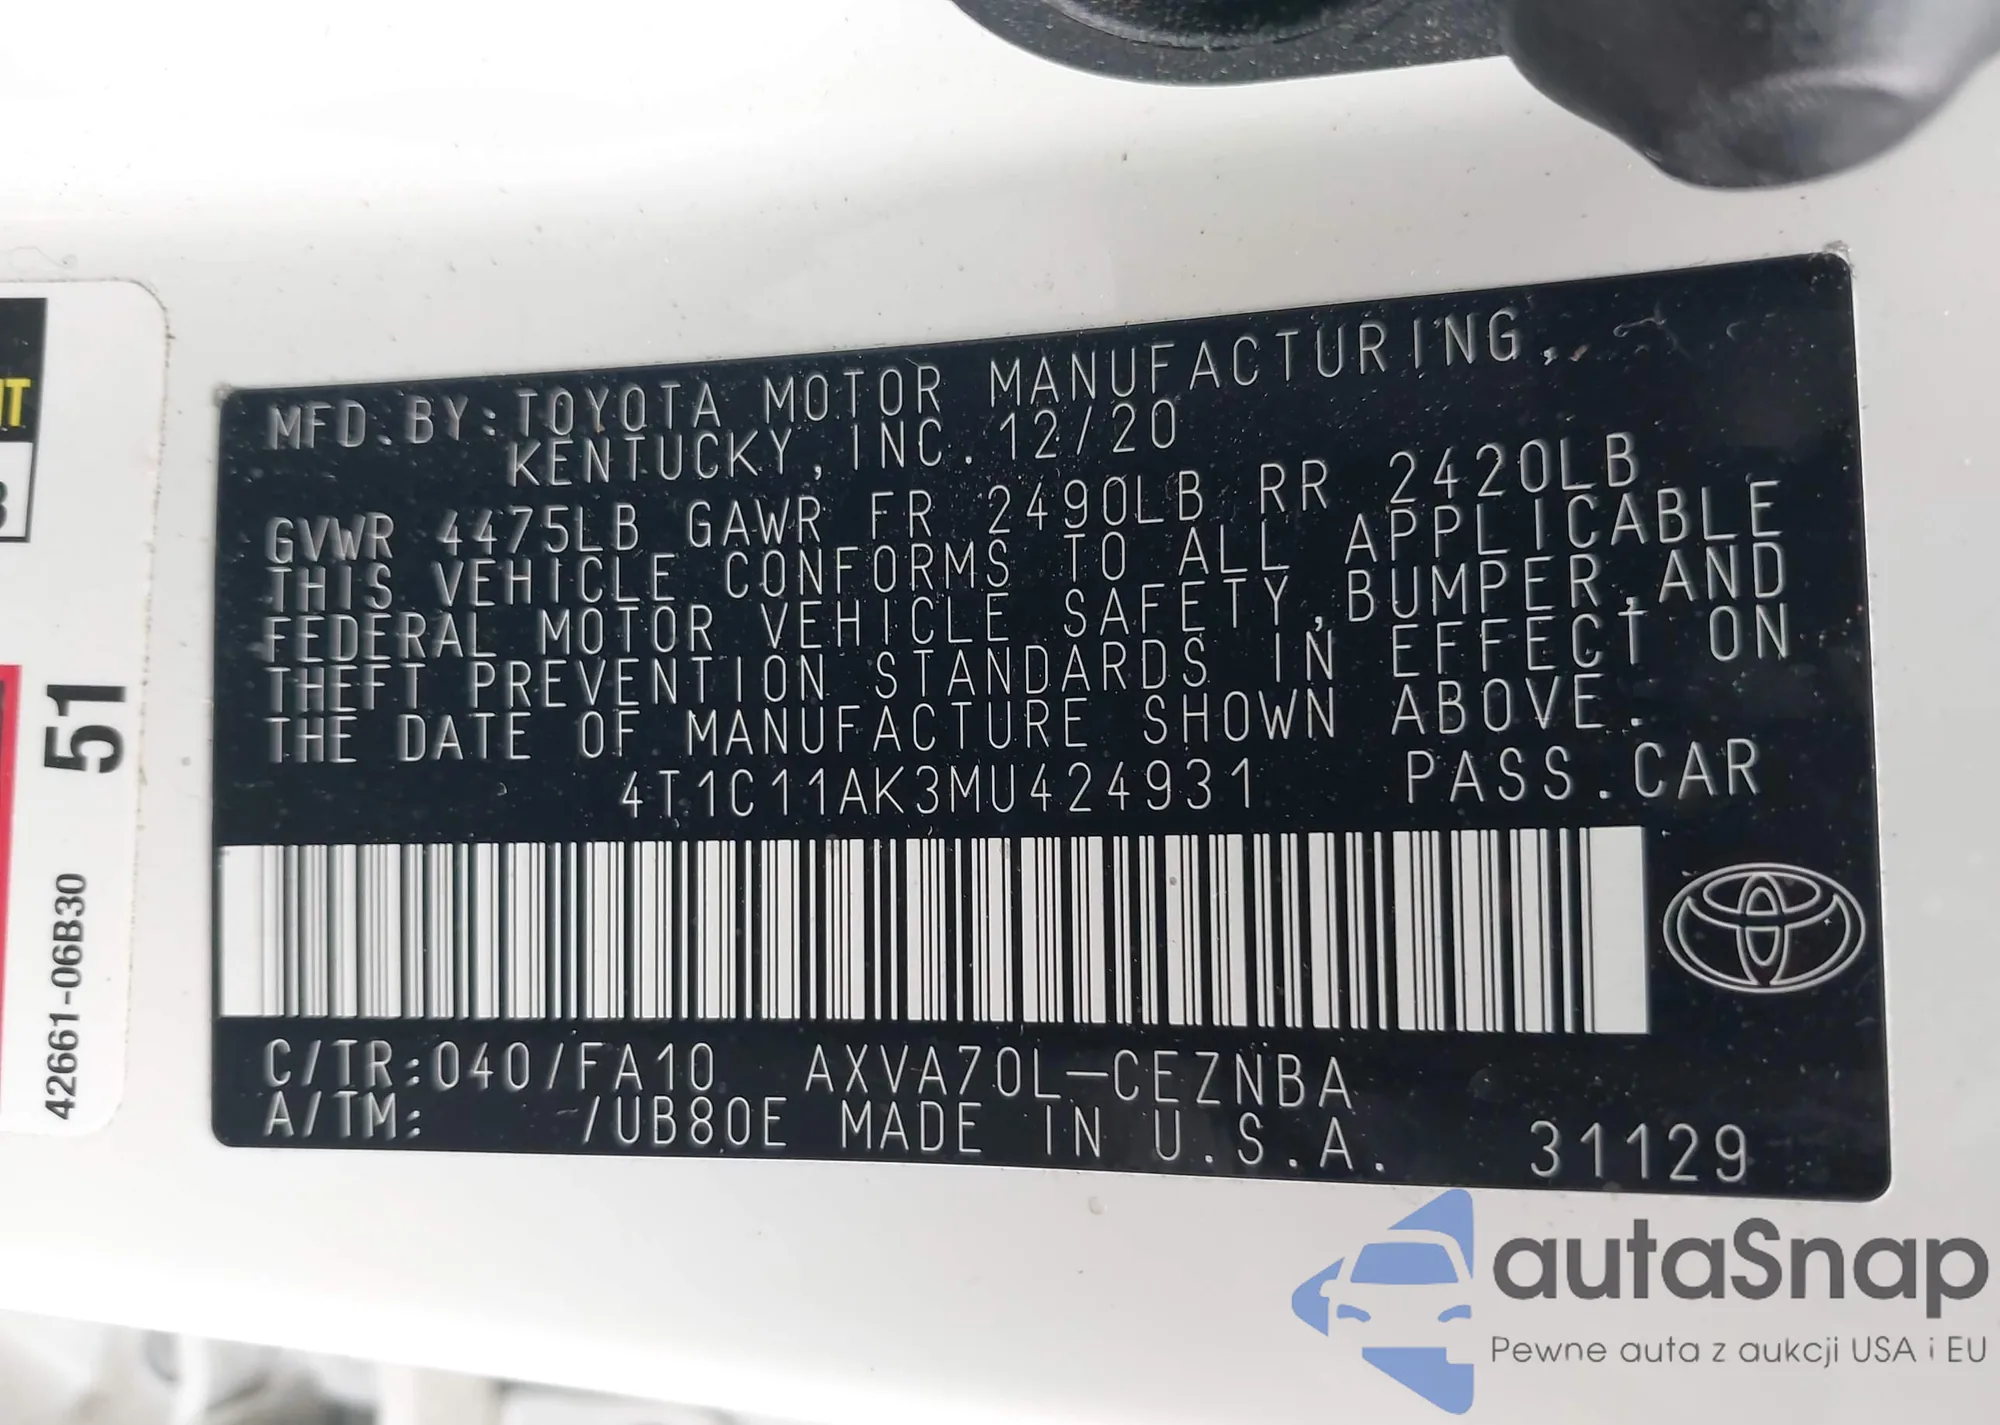 MFD.BY:TOYOTA MOTOR MANUFACTURING,
KENTUCKY,INC. 12/20
GVWR 4475LB GAWR FR 2490LB RR 2420LB
THIS VEHICLE CONFORMS TO ALL APPLICABLE
FEDERAL MOTOR VEHICLE SAFETY,BUMPER,AND
THEFT PREVENTION STANDARDS IN EFFECT ON
THE DATE OF MANUFACTURE SHOWN ABOVE.
4T1C11AK3MU424931 PASS.CAR
C/TR:040/FA10 AXVA70L-CEZNBA
A/TM: /UB80E MADE IN U.S.A. 31129
51
42661-06B30
autaSnap
Pewne auta z aukcji USA i EU